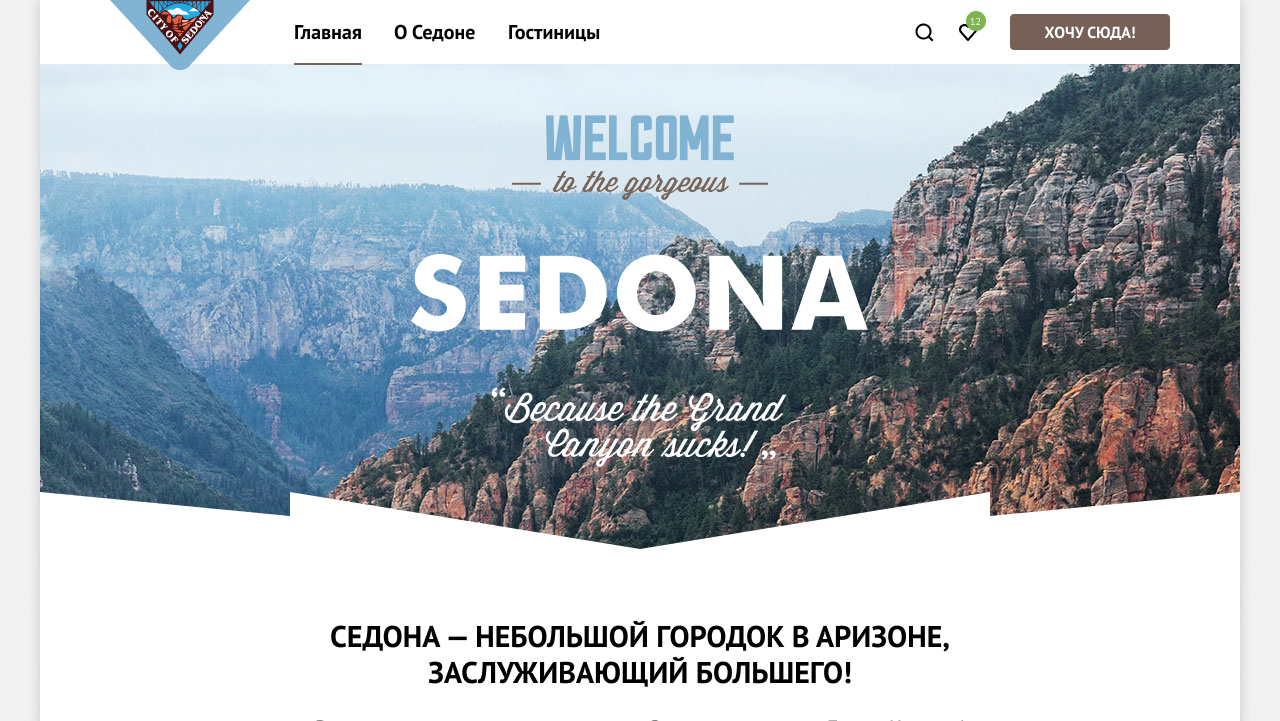 CITY OF SEDONA
Главная
О Седоне
Гостиницы
12
ХОЧУ СЮДА!
WELCOME
— to the gorgeous —
SEDONA
“Because the Grand
Canyon sucks!„
СЕДОНА — НЕБОЛЬШОЙ ГОРОДОК В АРИЗОНЕ,
ЗАСЛУЖИВАЮЩИЙ БОЛЬШЕГО!